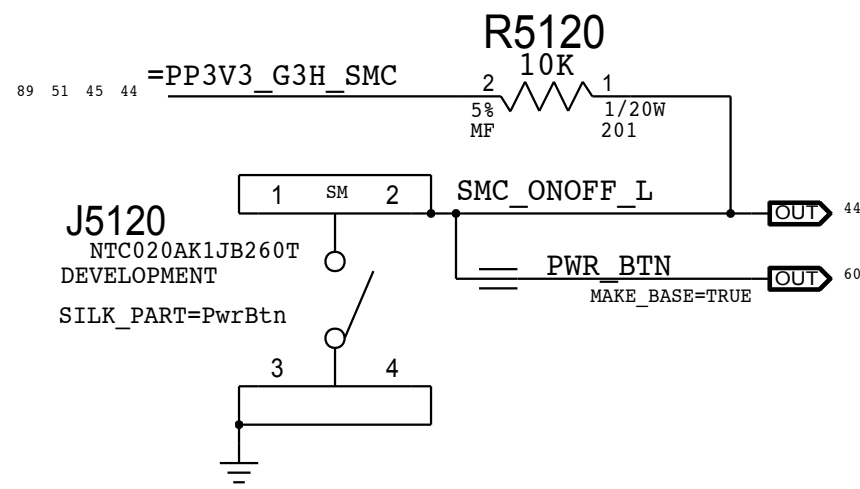 R5120
10K
=PP3V3_G3H_SMC
89 51 45 44
2
1
5%
1/20W
MF
201
1 SM 2
SMC_ONOFF_L
OUT 44
J5120
NTC020AK1JB260T
DEVELOPMENT
PWR_BTN
OUT 60
MAKE_BASE=TRUE
SILK_PART=PwrBtn
3 4